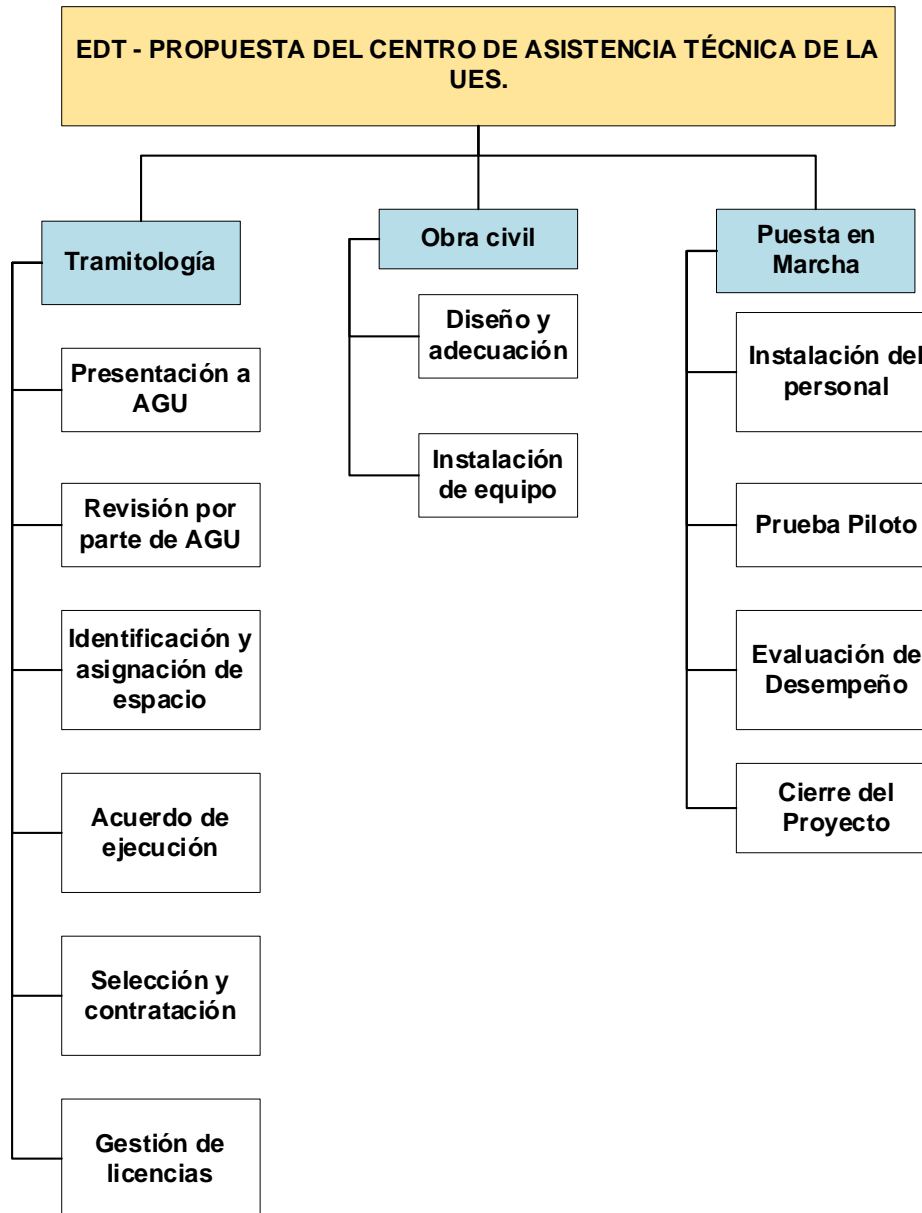 EDT - PROPUESTA DEL CENTRO DE ASISTENCIA TÉCNICA DE LA
UES.
Tramitología
Presentación a
AGU
Revisión por
parte de AGU
Identificación y
asignación de
espacio
Acuerdo de
ejecución
Selección y
contratación
Gestión de
licencias
Obra civil
Diseño y
adecuación
Instalación
de equipo
Puesta en
Marcha
Instalación del
personal
Prueba Piloto
Evaluación de
Desempeño
Cierre del
Proyecto